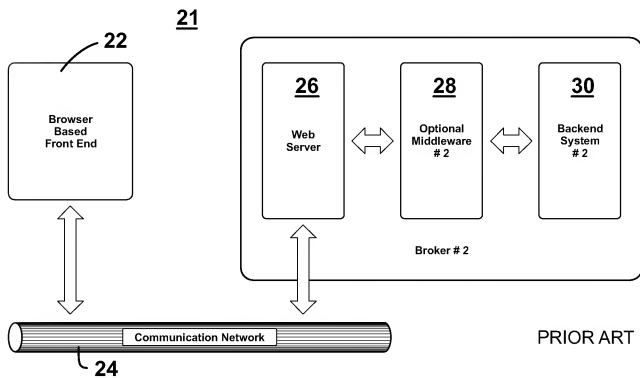 21
22
Browser
Based
Front End
26
Web
Server
28
Optional
Middleware
# 2
30
Backend
System
# 2
Broker # 2
Communication Network
24
PRIOR ART